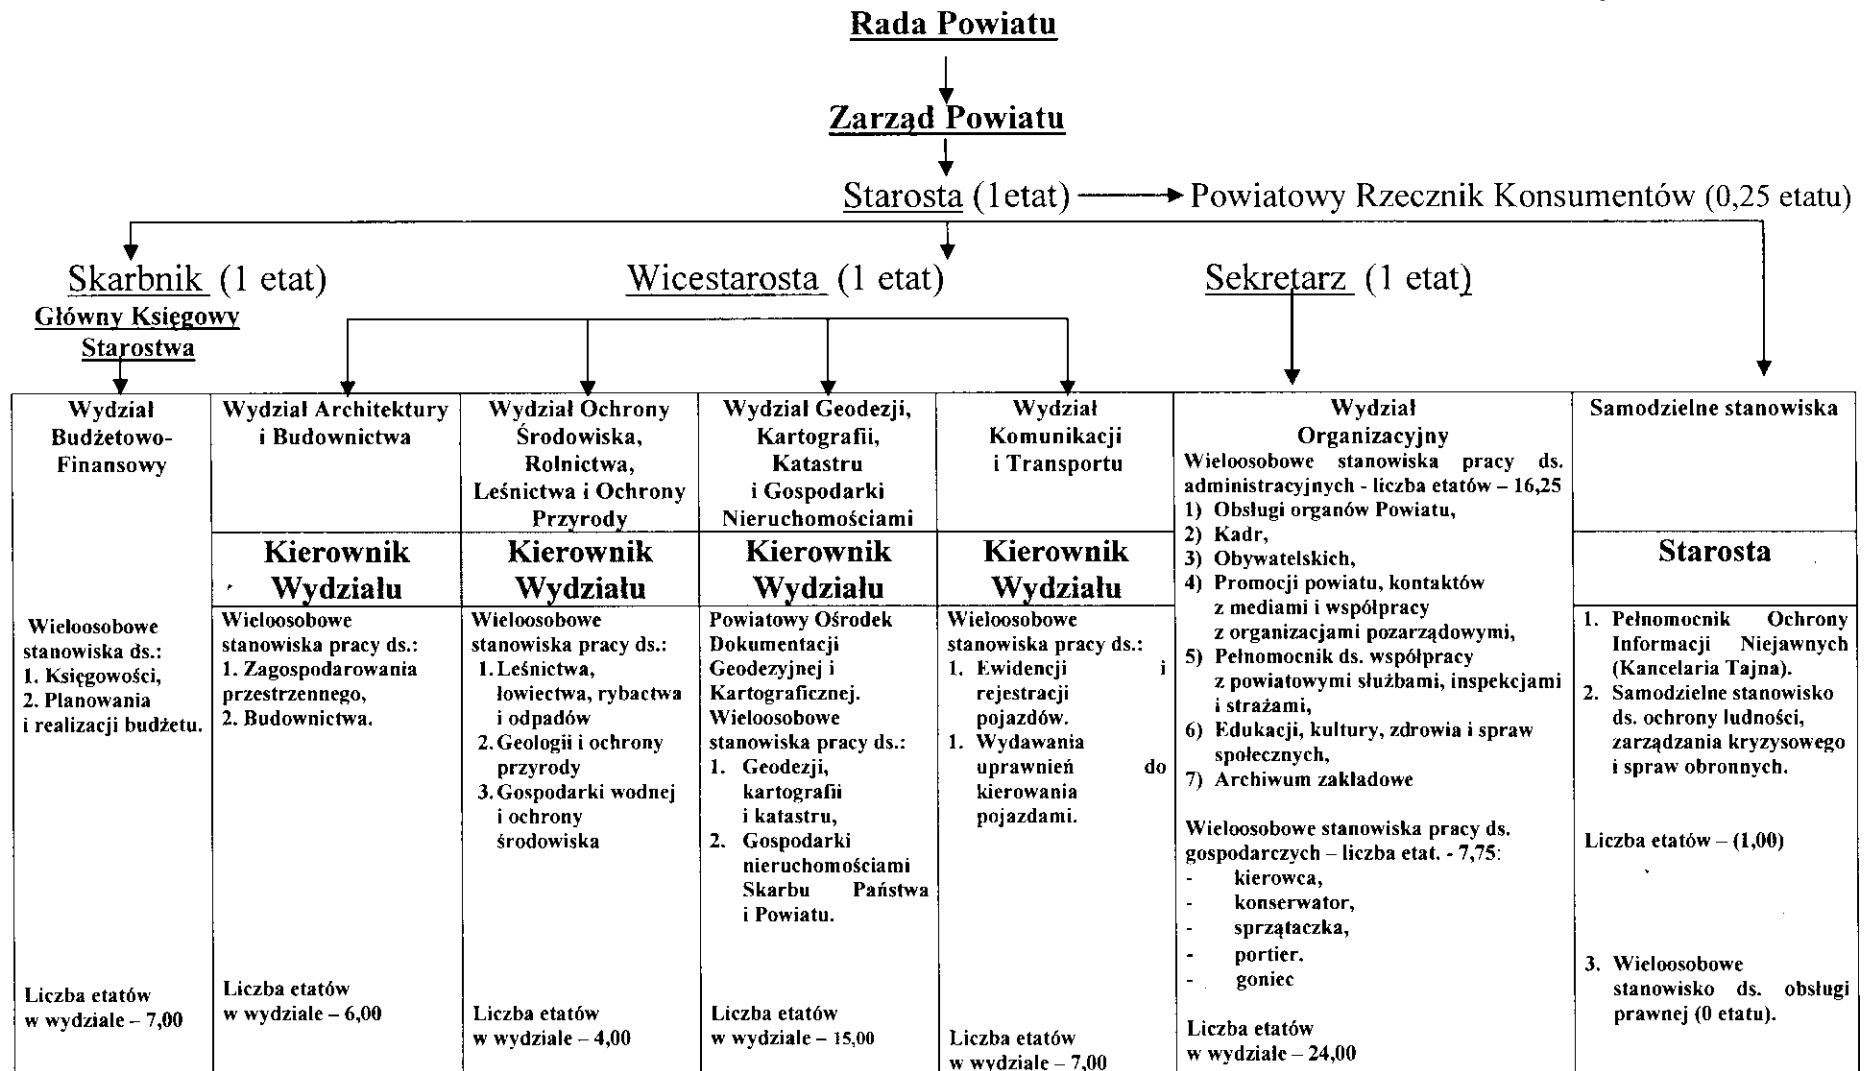 Rada Powiatu
Zarząd Powiatu
Starosta (1etat)
Powiatowy Rzecznik Konsumentów (0,25 etatu)
Skarbnik (1 etat)
Główny Księgowy
Starostwa
Wicestarosta (1 etat)
Sekretarz (1 etat)
Wydział
Budżetowo-
Finansowy
Wieloosobowe
stanowiska ds.:
1. Księgowości,
2. Planowania
i realizacji budżetu.
Liczba etatów
w wydziale – 7,00
Wydział Architektury
i Budownictwa
Kierownik
Wydziału
Wieloosobowe
stanowiska pracy ds.:
1. Zagospodarowania
przestrzennego,
2. Budownictwa.
Liczba etatów
w wydziale – 6,00
Wydział Ochrony
Środowiska,
Rolnictwa,
Leśnictwa i Ochrony
Przyrody
Kierownik
Wydziału
Wieloosobowe
stanowiska pracy ds.:
1. Leśnictwa,
łowiectwa, rybactwa
i odpadów
2. Geologii i ochrony
przyrody
3. Gospodarki wodnej
i ochrony
środowiska
Liczba etatów
w wydziale – 4,00
Wydział Geodezji,
Kartografii,
Katastru
i Gospodarki
Nieruchomościami
Kierownik
Wydziału
Powiatowy Ośrodek
Dokumentacji
Geodezyjnej i
Kartograficznej.
Wieloosobowe
stanowiska pracy ds.:
1. Geodezji,
kartografii
i katastru,
2. Gospodarki
nieruchomościami
Skarbu Państwa
i Powiatu.
Liczba etatów
w wydziale – 15,00
Wydział
Komunikacji
i Transportu
Kierownik
Wydziału
Wieloosobowe
stanowiska pracy ds.:
1. Ewidencji i
rejestracji
pojazdów.
1. Wydawania
uprawnień do
kierowania
pojazdami.
Liczba etatów
w wydziale – 7,00
Wydział
Organizacyjny
Wieloosobowe stanowiska pracy ds.
administracyjnych - liczba etatów – 16,25
1) Obsługi organów Powiatu,
2) Kadr,
3) Obywatelskich,
4) Promocji powiatu, kontaktów
z mediami i współpracy
z organizacjami pozarządowymi,
5) Pełnomocnik ds. współpracy
z powiatowymi służbami, inspekcjami
i strażami,
6) Edukacji, kultury, zdrowia i spraw
społecznych,
7) Archiwum zakładowe
Wieloosobowe stanowiska pracy ds.
gospodarczych – liczba etat. - 7,75:
- kierowca,
- konserwator,
- sprzątaczka,
- portier.
- goniec
Liczba etatów
w wydziale – 24,00
Samodzielne stanowiska
Starosta
1. Pełnomocnik Ochrony
Informacji Niejawnych
(Kancelaria Tajna).
2. Samodzielne stanowisko
ds. ochrony ludności,
zarządzania kryzysowego
i spraw obronnych.
Liczba etatów – (1,00)
3. Wieloosobowe
stanowisko ds. obsługi
prawnej (0 etatu).